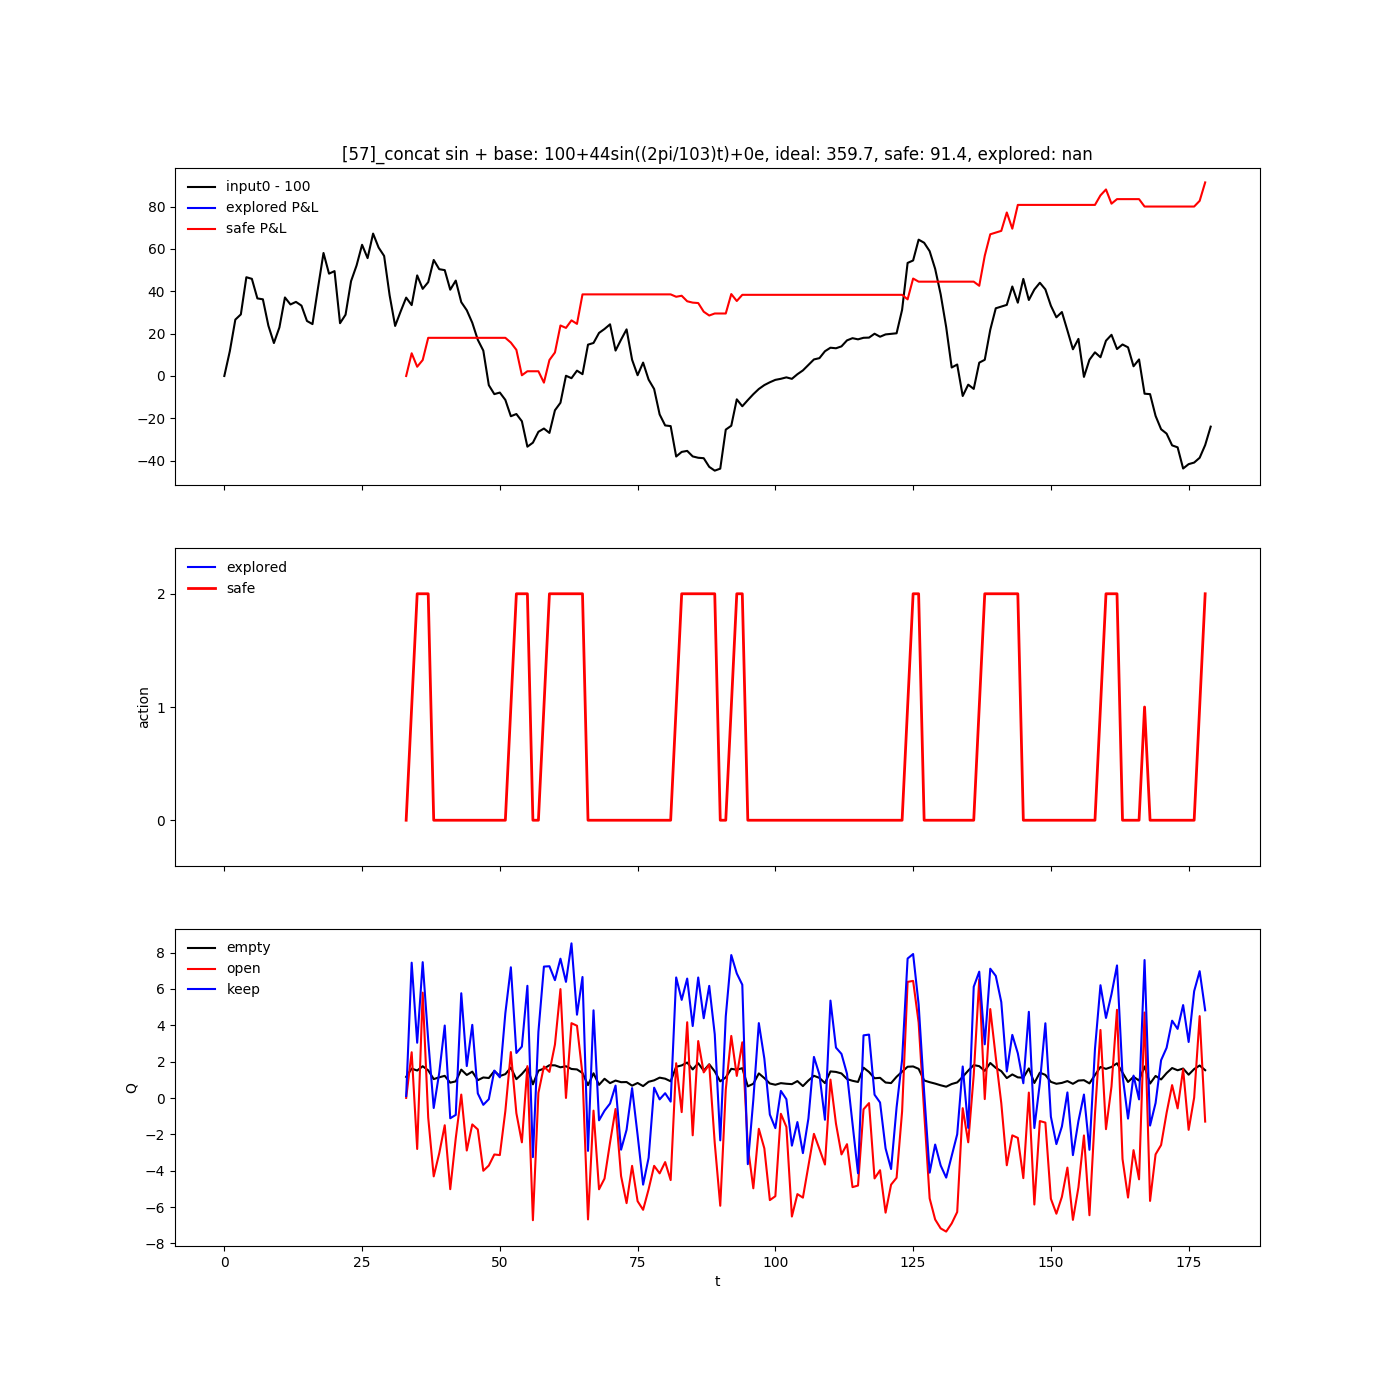 [57]_concat sin + base: 100+44sin((2pi/103)t)+0e, ideal: 359.7, safe: 91.4, explored: nan
input0 - 100
explored P&L
safe P&L
80
60
40
20
0
−20
−40
explored
safe
2
1
0
action
empty
open
keep
8
6
4
2
0
−2
−4
−6
−8
Q
0 25 50 75 100 125 150 175
t